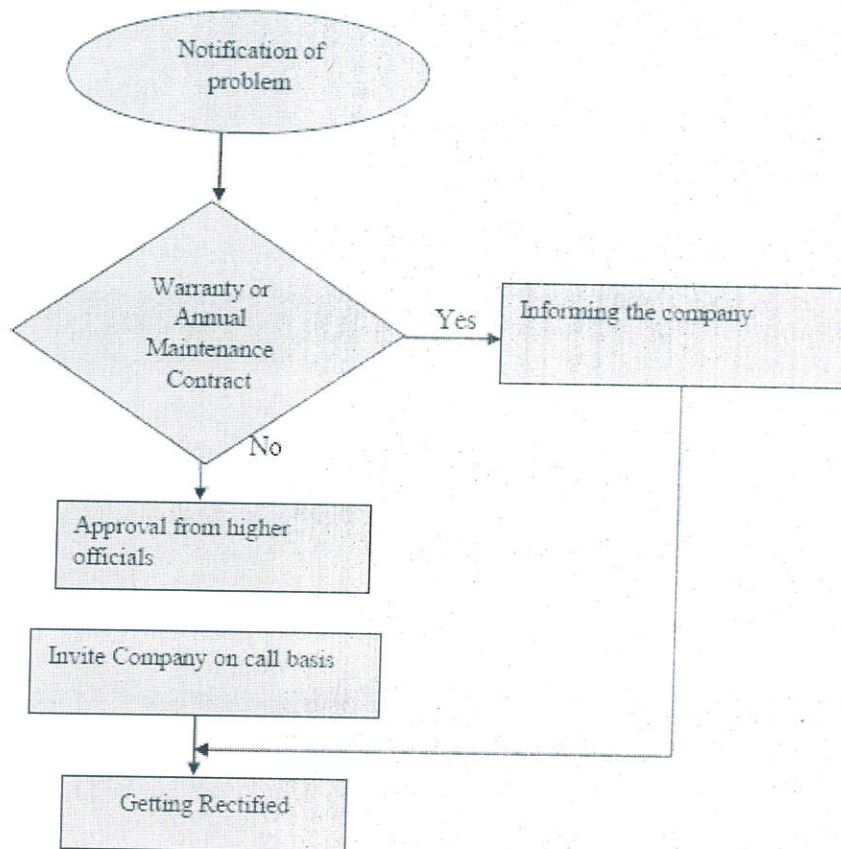 Notification of
problem
Warranty or
Annual
Maintenance
Contract
Yes
Informing the company
No
Approval from higher
officials
Invite Company on call basis
Getting Rectified